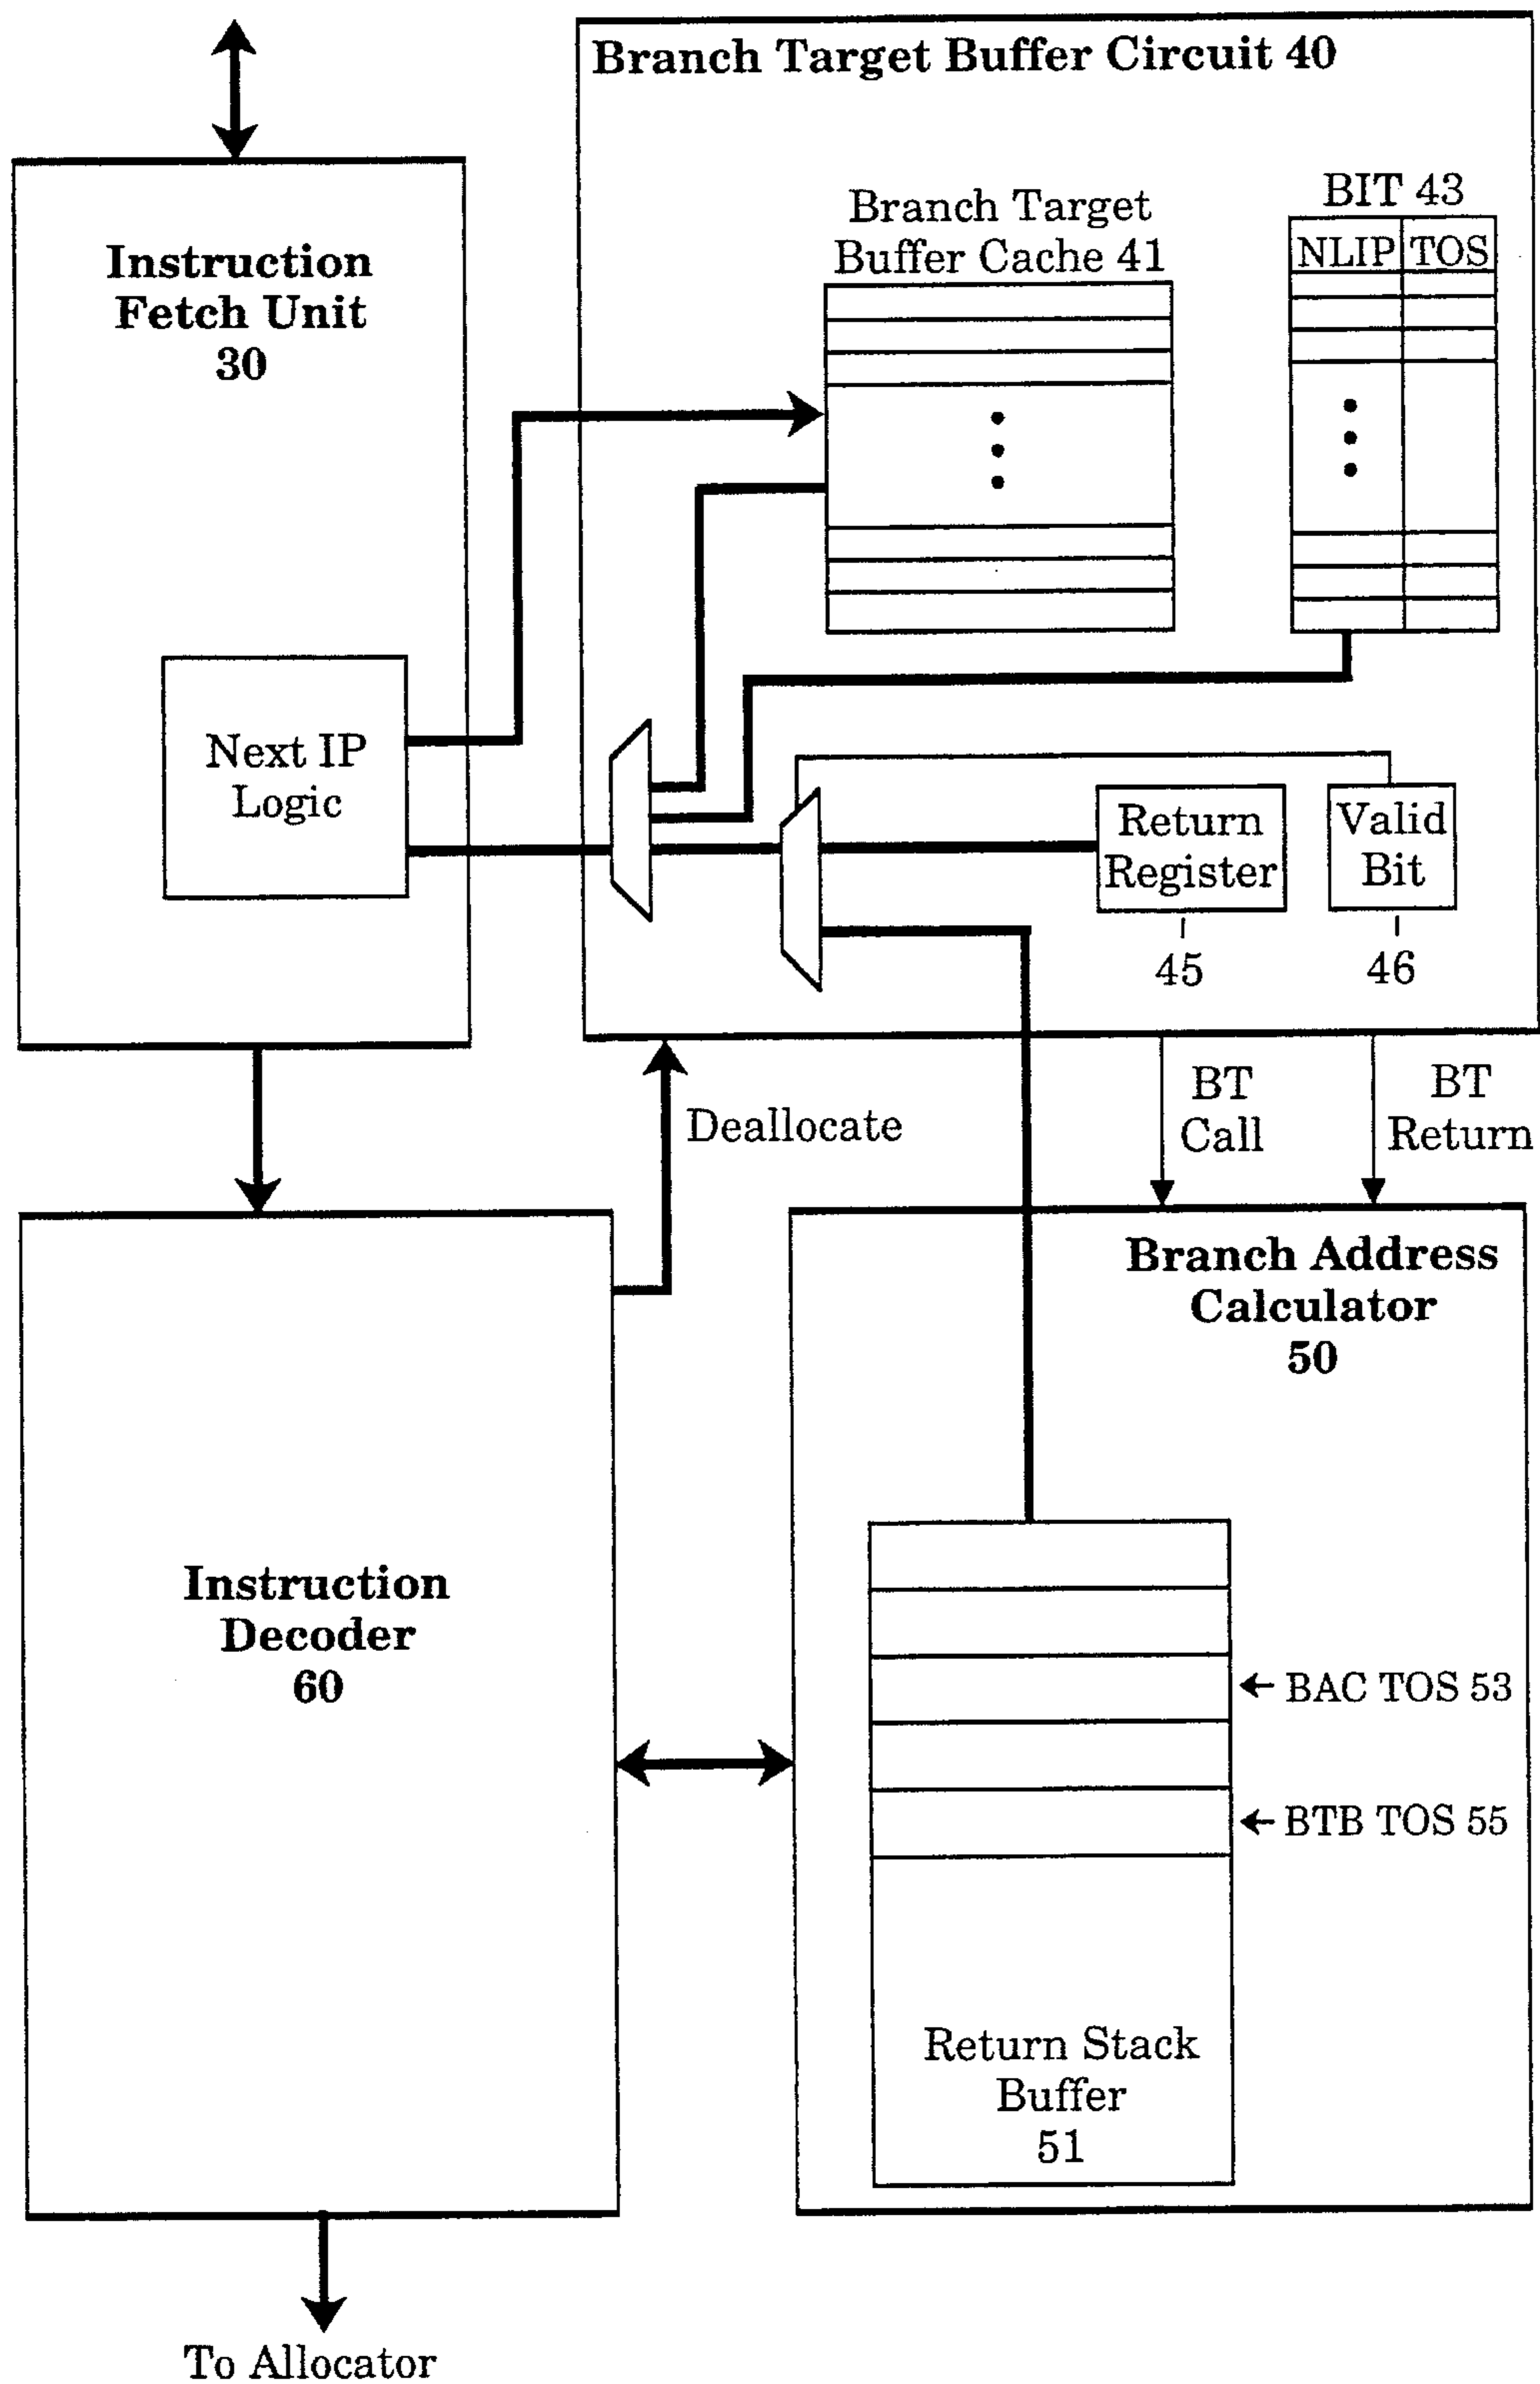 Branch Target Buffer Circuit 40
Instruction
Fetch Unit
30
Branch Target
Buffer Cache 41
BIT 43
NLIP TOS
Next IP
Logic
Return
Register
45
Valid
Bit
46
Deallocate
BT
Call
BT
Return
Instruction
Decoder
60
Branch Address
Calculator
50
BAC TOS 53
BTB TOS 55
Return Stack
Buffer
51
To Allocator